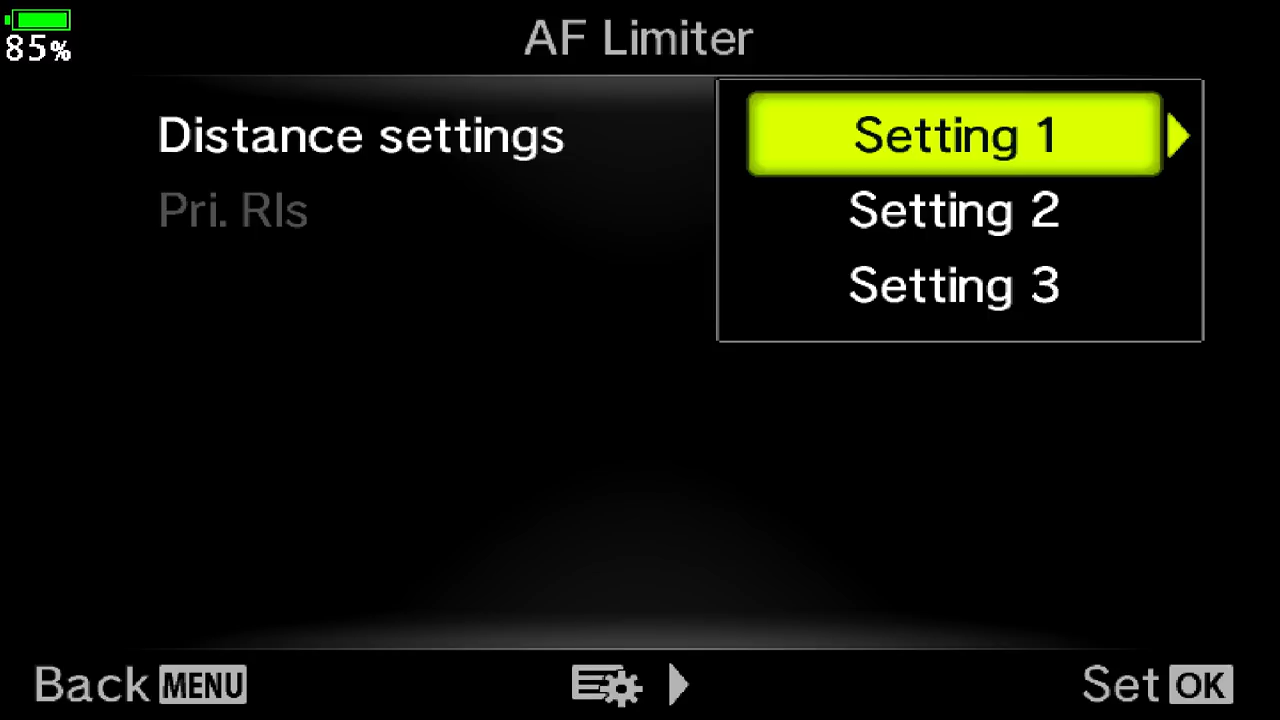 85%
AF Limiter
Distance settings
Setting 1
Pri. Rls
Setting 2
Setting 3
Back MENU
Set OK